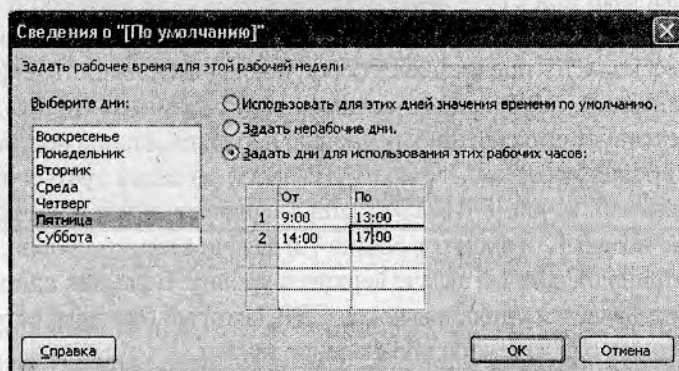 Сведения о "[По умолчанию]"
Задать рабочее время для этой рабочей недели
Выберите дни:
Использовать для этих дней значения времени по умолчанию.
Задать нерабочие дни.
Задать дни для использования этих рабочих часов:
Воскресенье
Понедельник
Вторник
Среда
Четверг
Пятница
Суббота
От По
1 9:00 13:00
2 14:00 17:00
Справка ОК Отмена